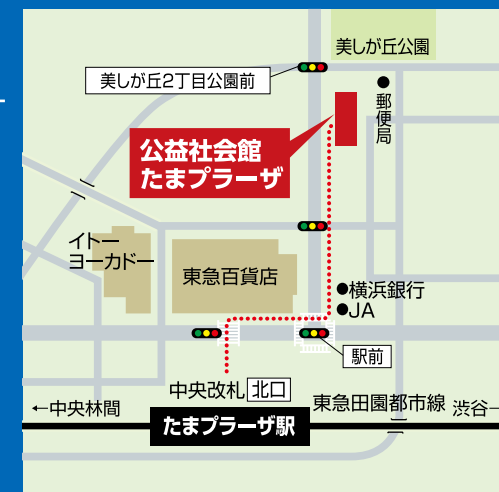 美しが丘公園
美しが丘2丁目公園前
郵便局
公益社会館
たまプラーザ
イトー
ヨーカドー
東急百貨店
横浜銀行
JA
駅前
中央改札 北口
東急田園都市線
渋谷→
←中央林間
たまプラーザ駅